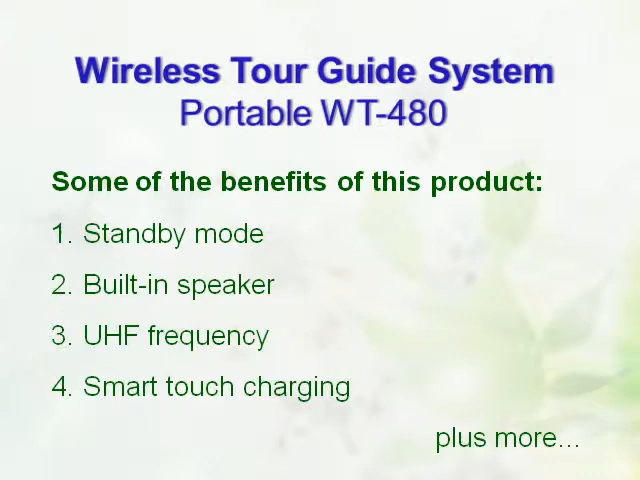 Wireless Tour Guide System
Portable WT-480
Some of the benefits of this product:
1. Standby mode
2. Built-in speaker
3. UHF frequency
4. Smart touch charging
plus more...